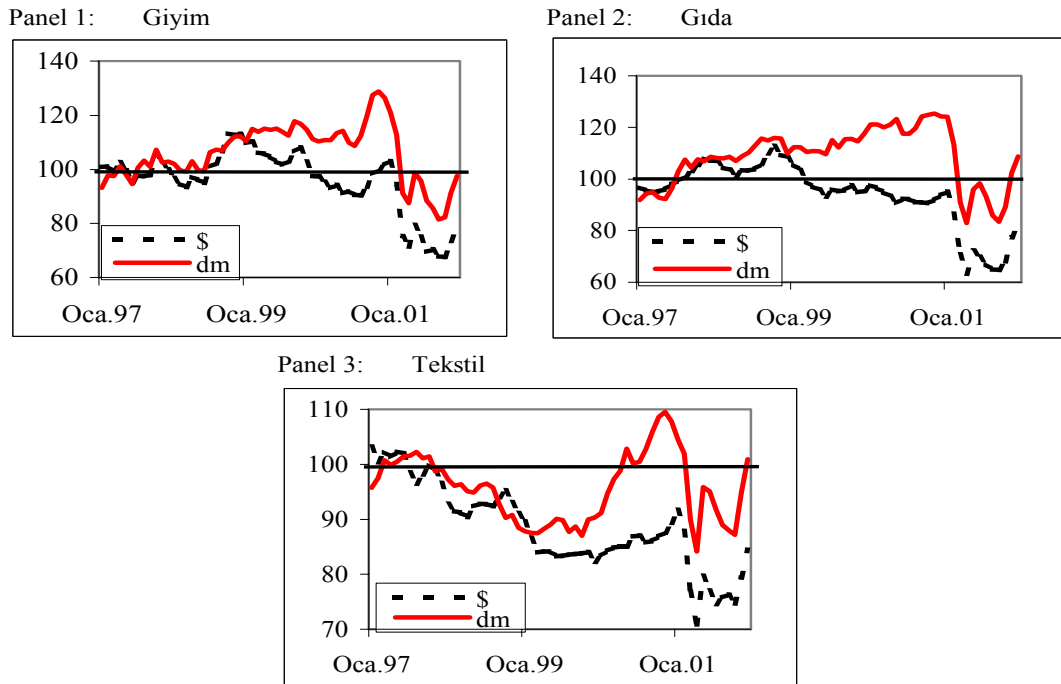 Panel 1: Giyim
140
120
100
80
60
$
dm
Oca.97 Oca.99 Oca.01
Panel 2: Gıda
140
120
100
80
60
$
dm
Oca.97 Oca.99 Oca.01
Panel 3: Tekstil
110
100
90
80
70
$
dm
Oca.97 Oca.99 Oca.01